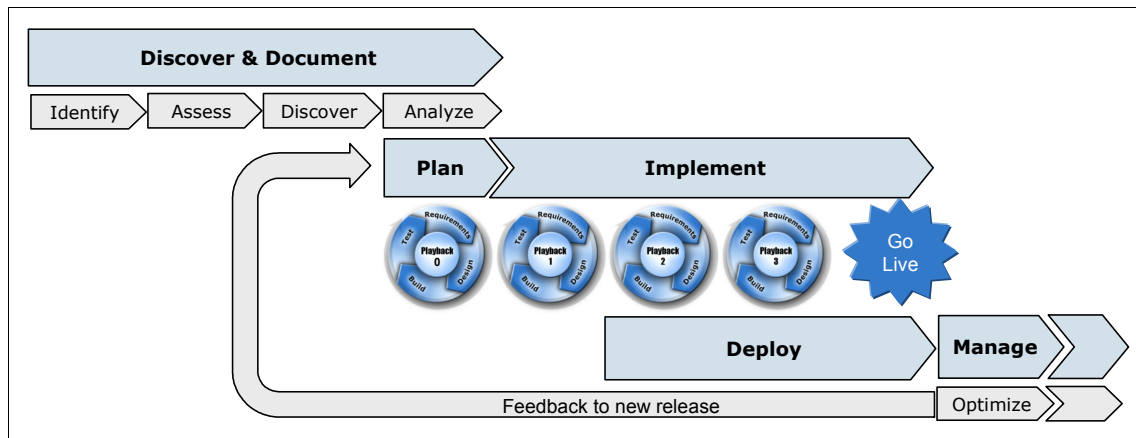 Discover & Document
Identify
Assess
Discover
Analyze
Plan
Implement
Requirements
Design
Build
Test
Playback
0
Requirements
Design
Build
Test
Playback
1
Requirements
Design
Build
Test
Playback
2
Requirements
Design
Build
Test
Playback
3
Go
Live
Deploy
Manage
Feedback to new release
Optimize